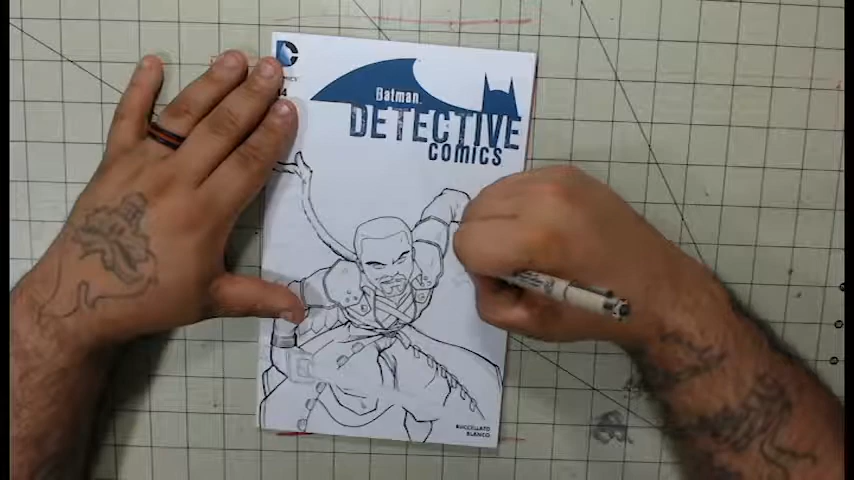 Batman
DETECTIVE
COMICS
BUCCELLATO
BLANCO